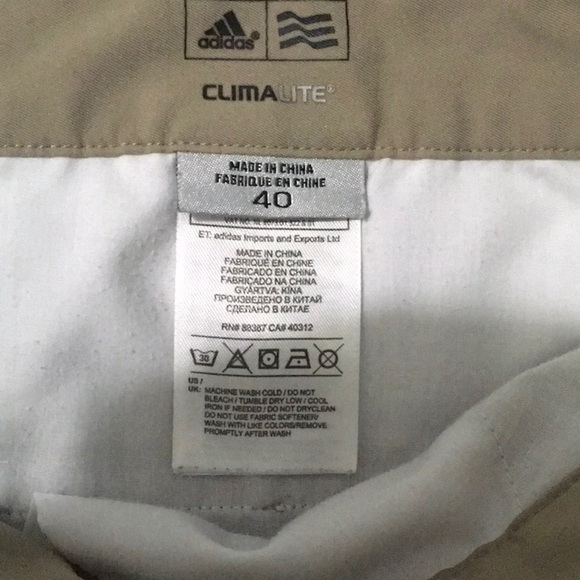 adidas®
CLIMALITE®
MADE IN CHINA
FABRIQUE EN CHINE
40
ET: adidas Imports and Exports Ltd
MADE IN CHINA
FABRIQUÉ EN CHINE
FABRICADO EN CHINA
FABRICADO NA CHINA
GYÁRTVA: KÍNA
ПРОИЗВЕДЕНО В КИТАЙ
СДЕЛАНО В КИТАЕ
RN# 88387 CA# 40312
30
US /
UK: MACHINE WASH COLD / DO NOT
BLEACH / TUMBLE DRY LOW / COOL
IRON IF NEEDED / DO NOT DRYCLEAN
DO NOT USE FABRIC SOFTENER/
WASH WITH LIKE COLORS/REMOVE
PROMPTLY AFTER WASH